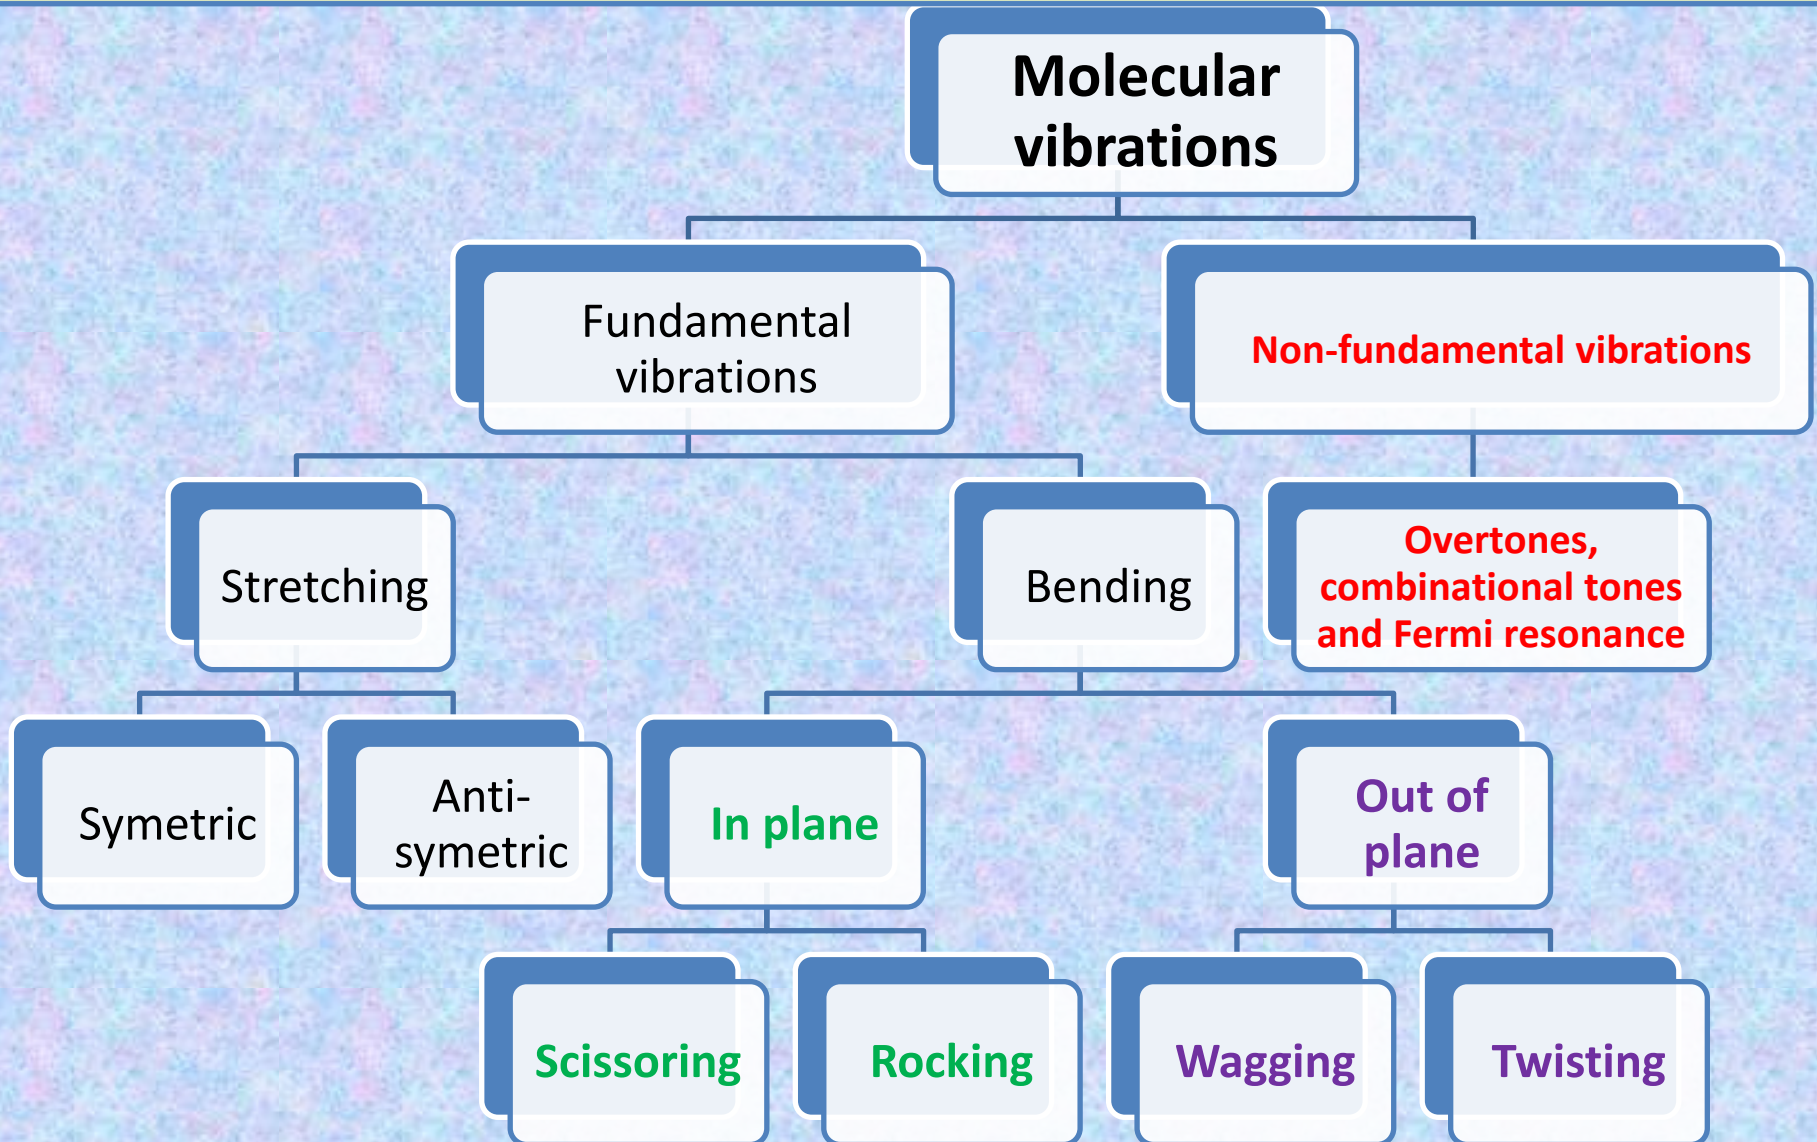 Molecular
vibrations
Fundamental
vibrations
Non-fundamental vibrations
Stretching
Bending
Overtones,
combinational tones
and Fermi resonance
Symetric
Anti-
symetric
In plane
Out of
plane
Scissoring
Rocking
Wagging
Twisting